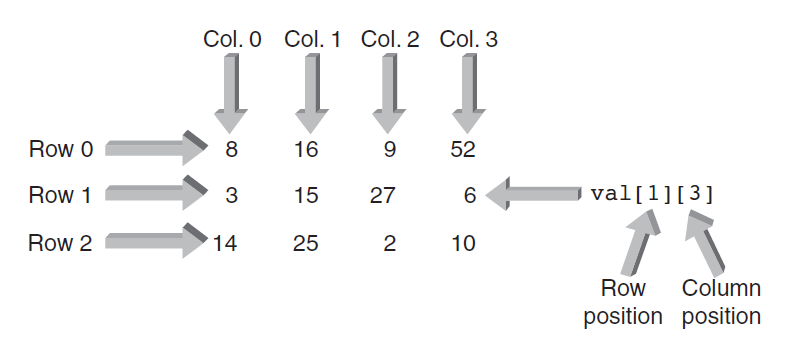 Col. 0 Col. 1 Col. 2 Col. 3
Row 0 8 16 9 52
Row 1 3 15 27 6 val[1][3]
Row 2 14 25 2 10
Row position
Column position